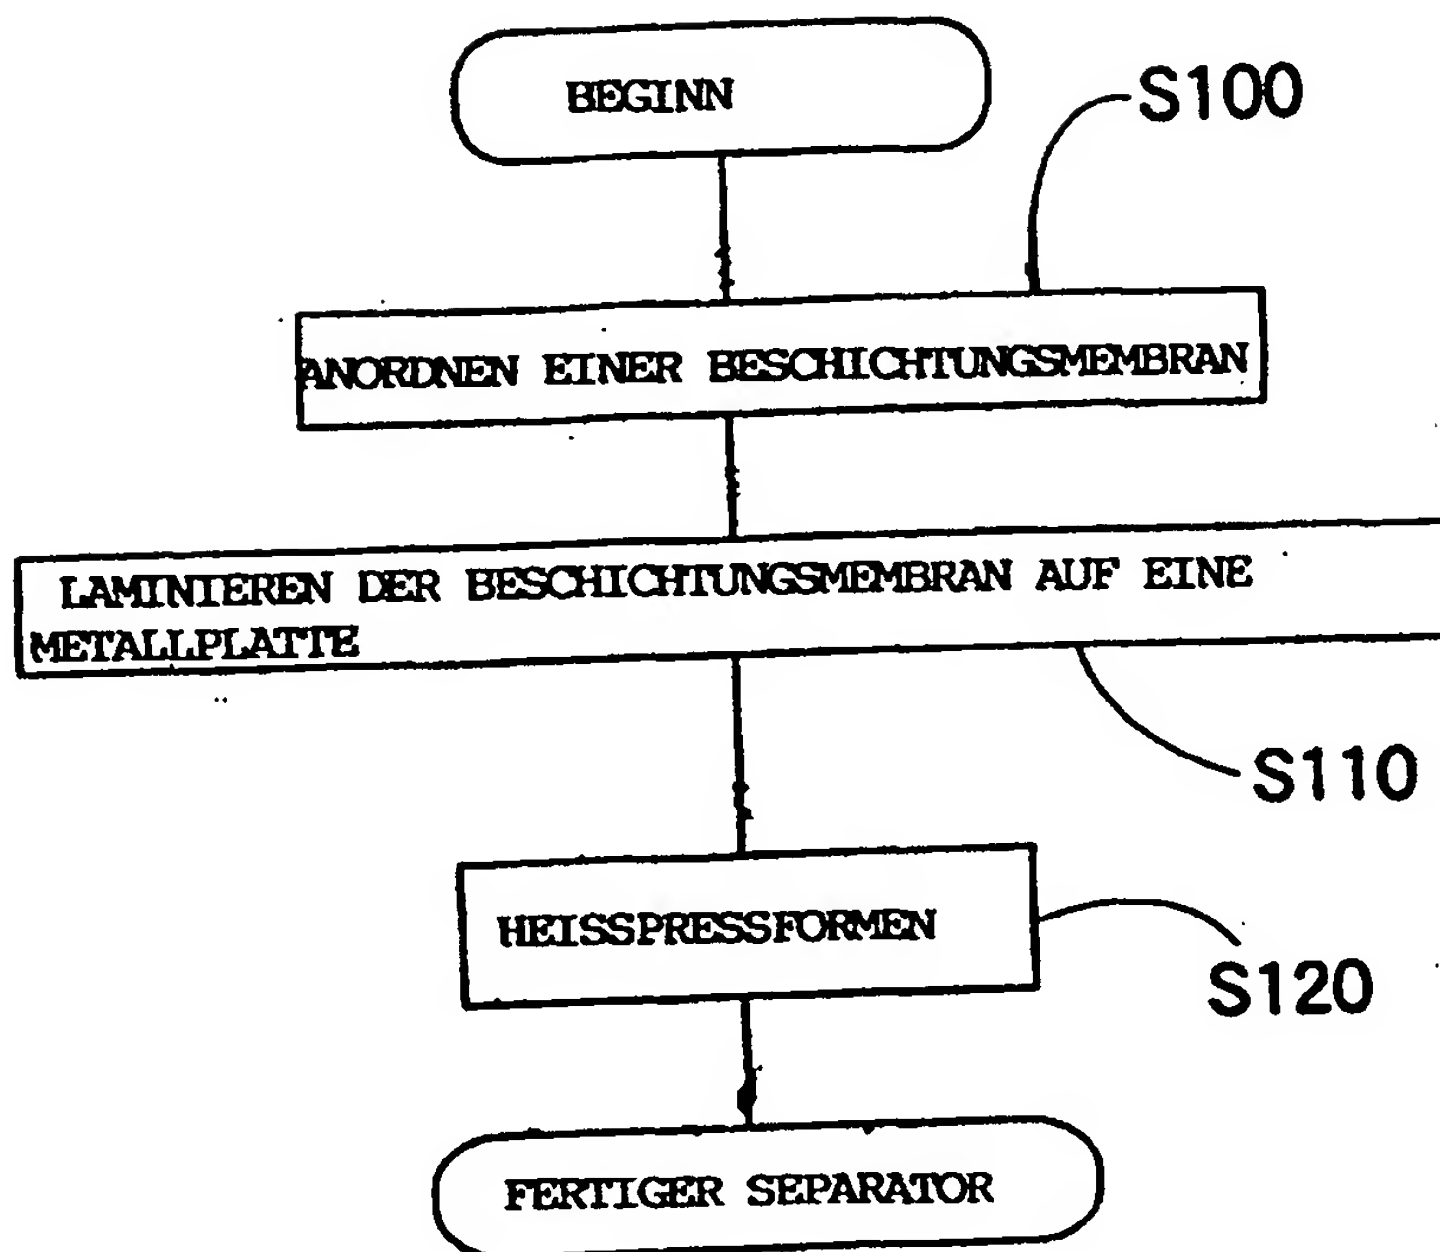 BEGINN
S100
ANORDNEN EINER BESCHICHTUNGSMEMBRAN
LAMINIEREN DER BESCHICHTUNGSMEMBRAN AUF EINE
METALLPLATTE
S110
HEISSPRESSFORMEN
S120
FERTIGER SEPARATOR